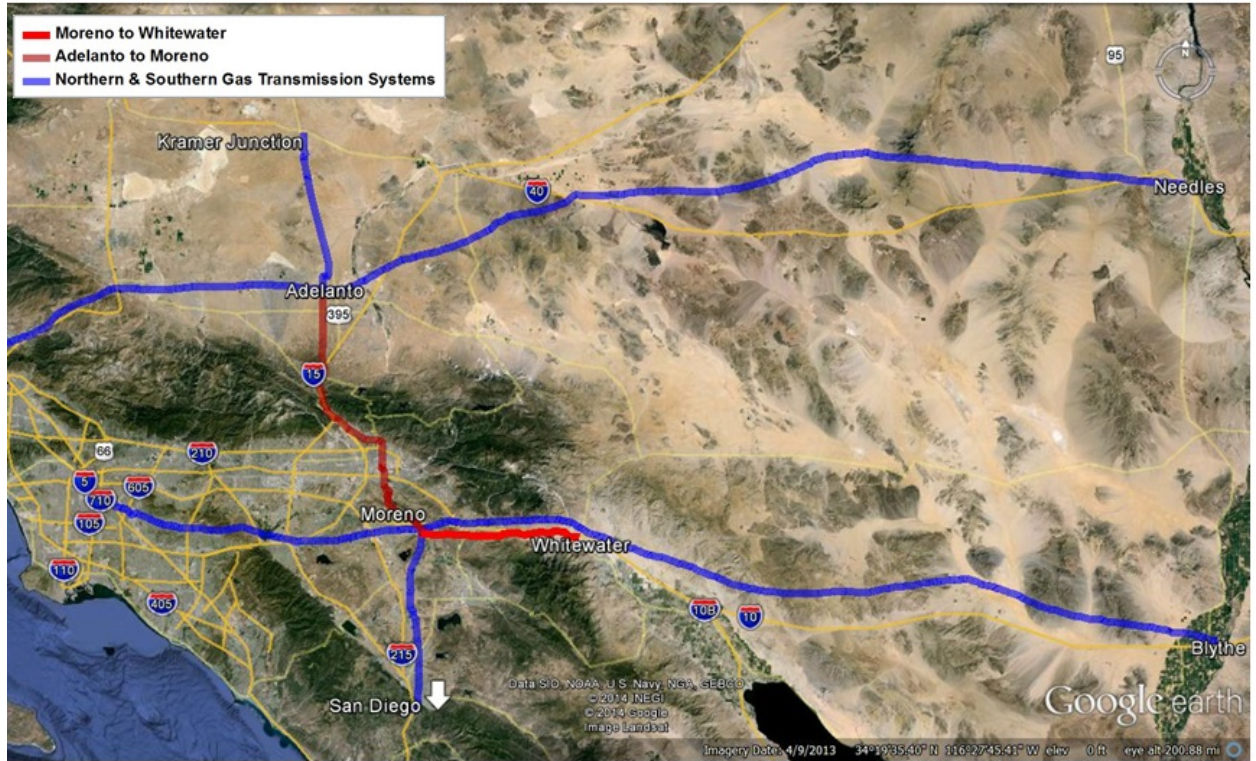 Moreno to Whitewater
Adelanto to Moreno
Northern & Southern Gas Transmission Systems
95
N
Kramer Junction
40
Needles
Adelanto
395
15
66
210
5
605
710
105
Moreno
Whitewater
110
405
10B
10
215
Blythe
San Diego
Data SIO, NOAA, U.S. Navy, NGA, GEBCO
© 2014 INEGI
© 2014 Google
Image Landsat
Google earth
Imagery Date: 4/9/2013 34°19'35.40" N 116°27'45.41" W elev 0 ft eye alt 200.88 mi